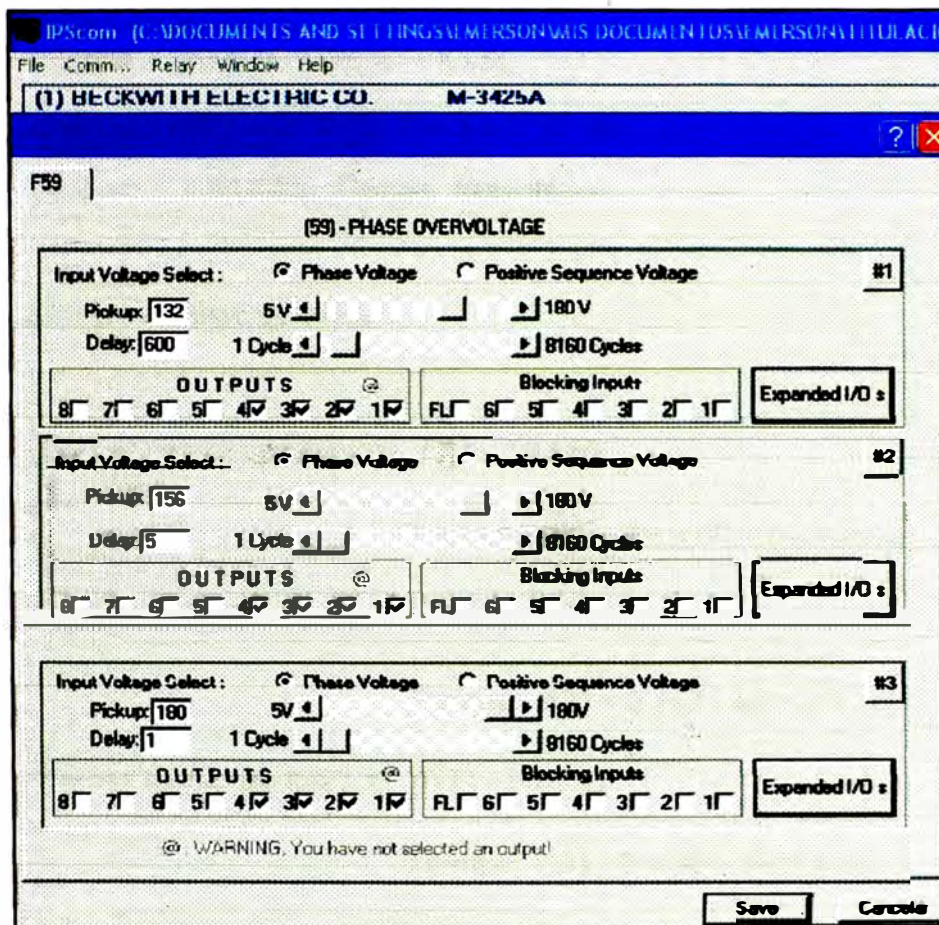 IPScom (C:\DOCUMENTS AND SETTINGS\EMERSON\MIS DOCUMENTOS\EMERSON\TITULACI
File Comm... Relay Window Help
(1) BECKWITH ELECTRIC CO. M-3425A
F59
(59) - PHASE OVERVOLTAGE
Input Voltage Select : Phase Voltage Positive Sequence Voltage #1
Pickup: 132 5V 180V
Delay: 600 1 Cycle 8160 Cycles
OUTPUTS @ Blocking Inputs
8 7 6 5 4 3 2 1 FL 6 5 4 3 2 1 Expanded I/O s
Input Voltage Select : Phase Voltage Positive Sequence Voltage #2
Pickup: 156 5V 180V
Delay: 5 1 Cycle 8160 Cycles
OUTPUTS @ Blocking Inputs
8 7 6 5 4 3 2 1 FL 6 5 4 3 2 1 Expanded I/O s
Input Voltage Select : Phase Voltage Positive Sequence Voltage #3
Pickup: 180 5V 180V
Delay: 1 1 Cycle 8160 Cycles
OUTPUTS @ Blocking Inputs
8 7 6 5 4 3 2 1 FL 6 5 4 3 2 1 Expanded I/O s
@ : WARNING, You have not selected an output!
Save Cancelar